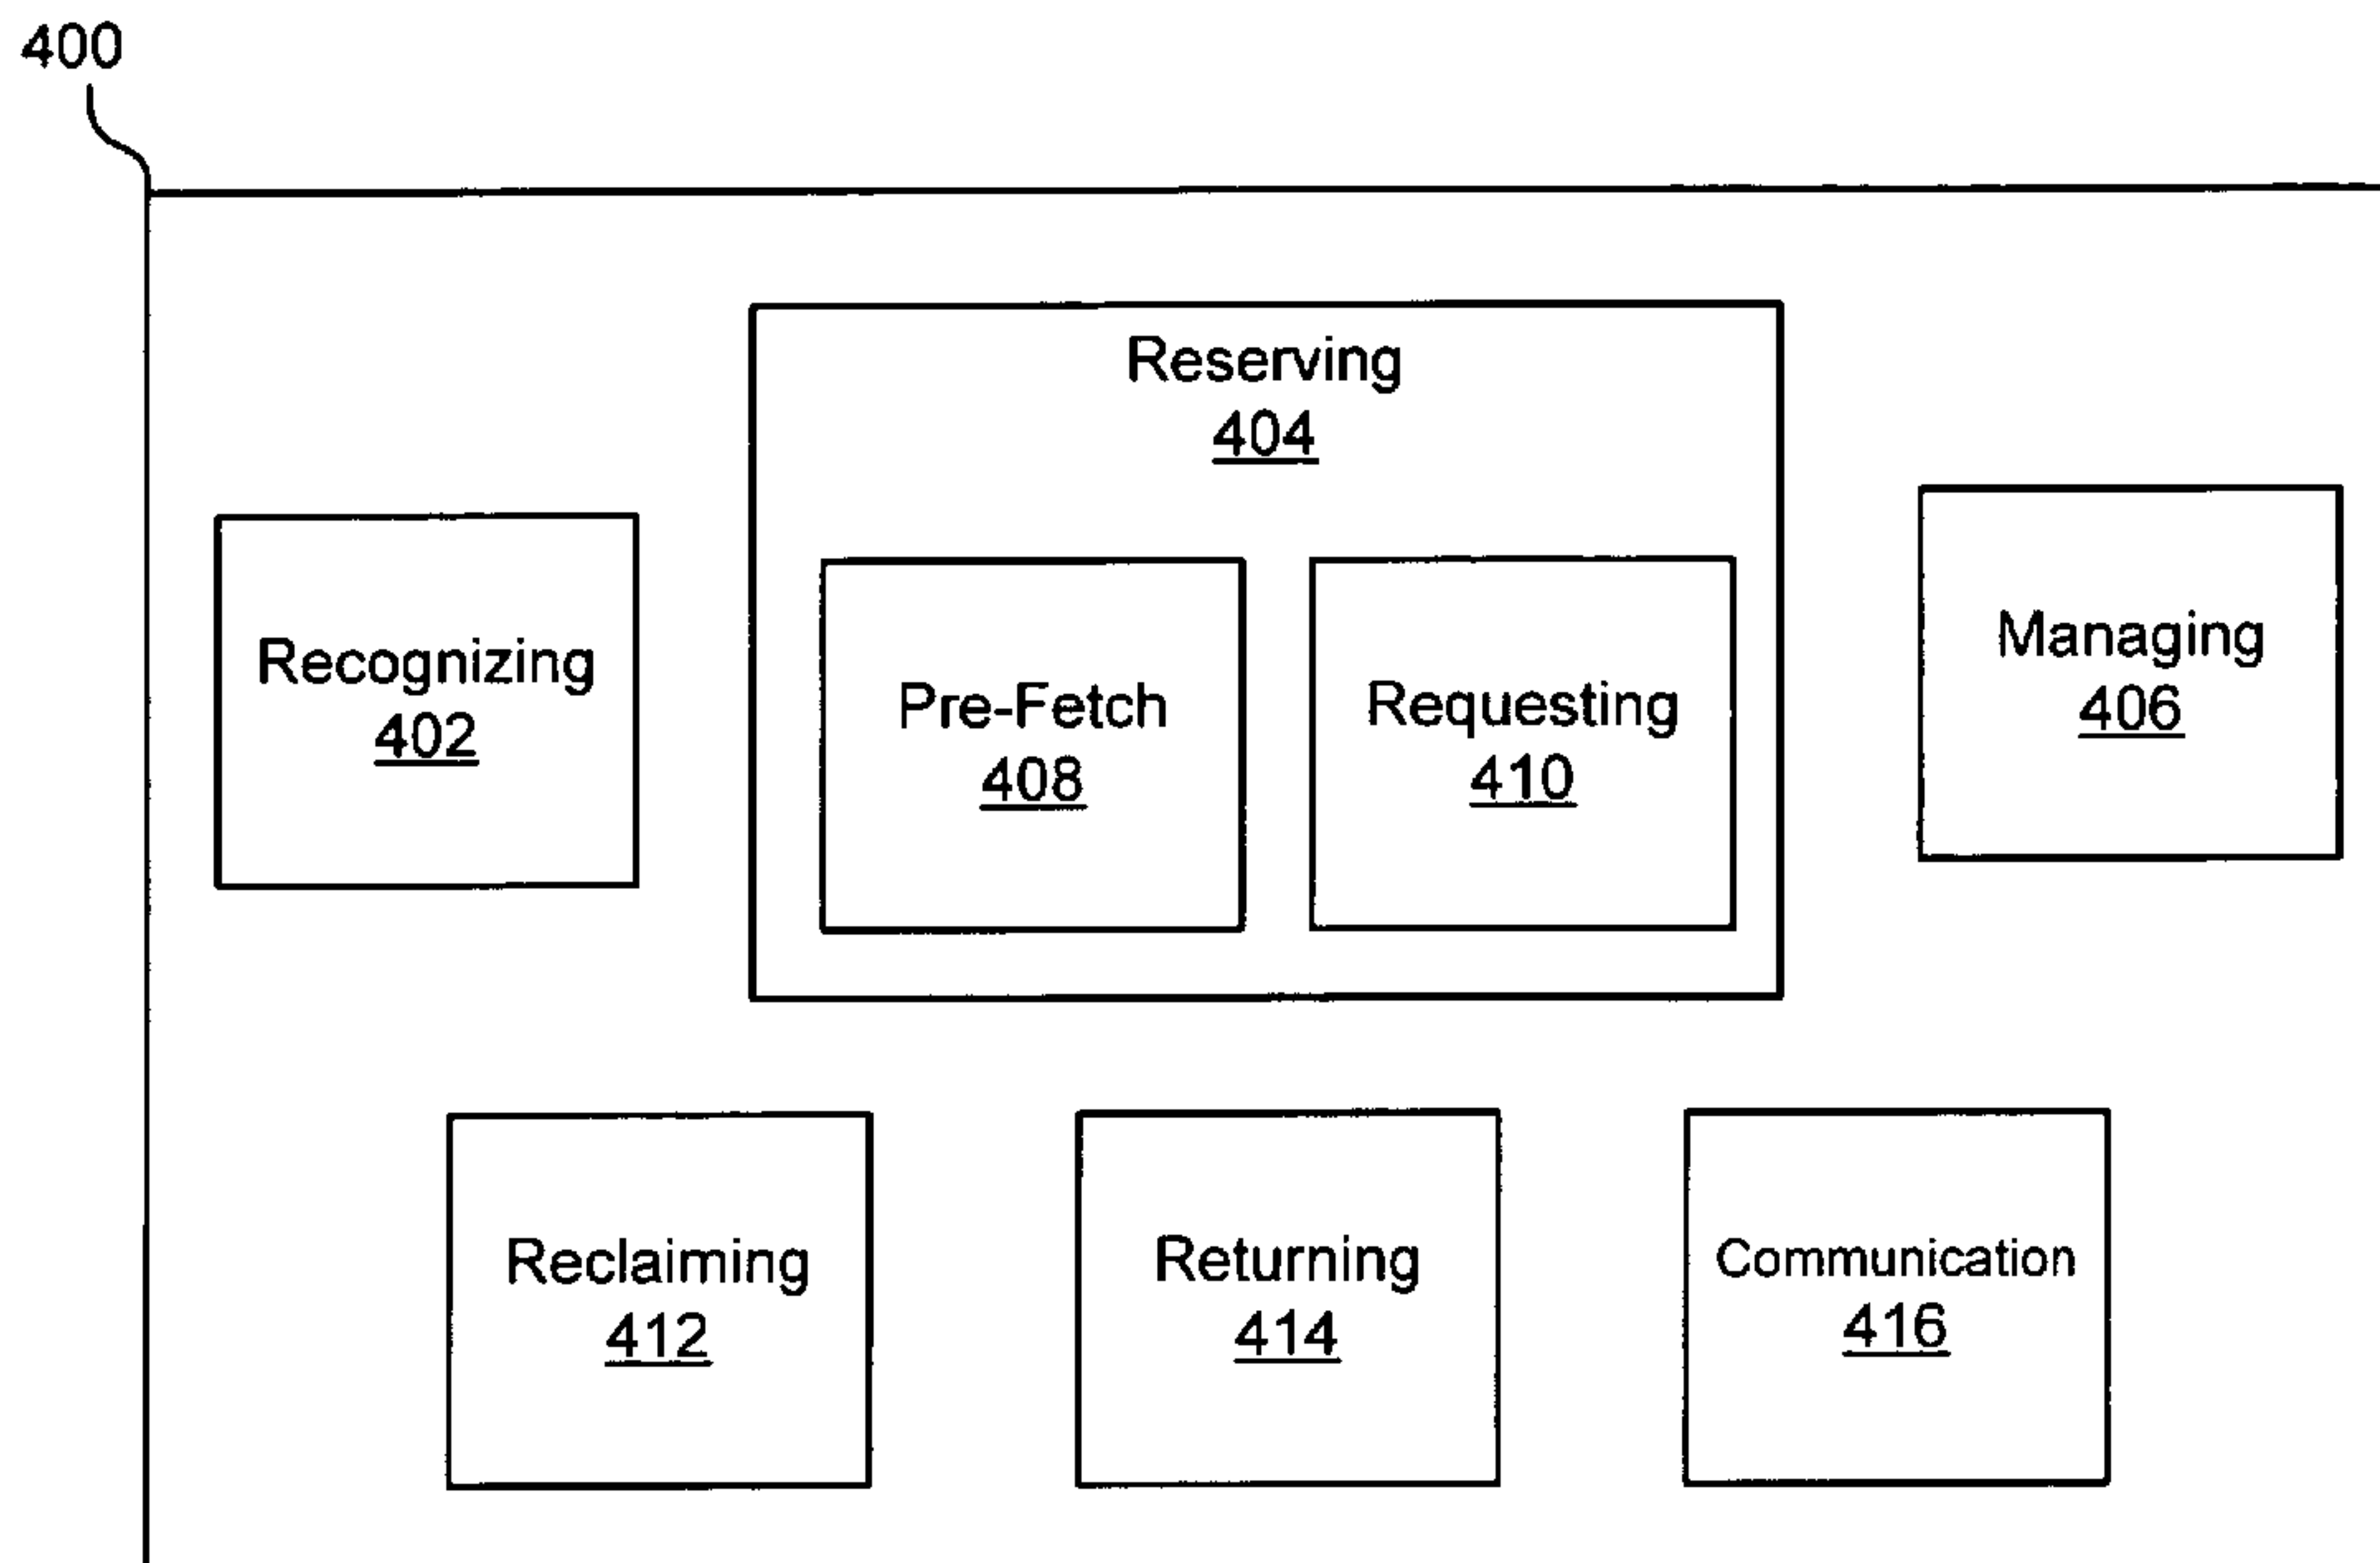 400
Reserving
404
Recognizing
402
Pre-Fetch
408
Requesting
410
Managing
406
Reclaiming
412
Returning
414
Communication
416